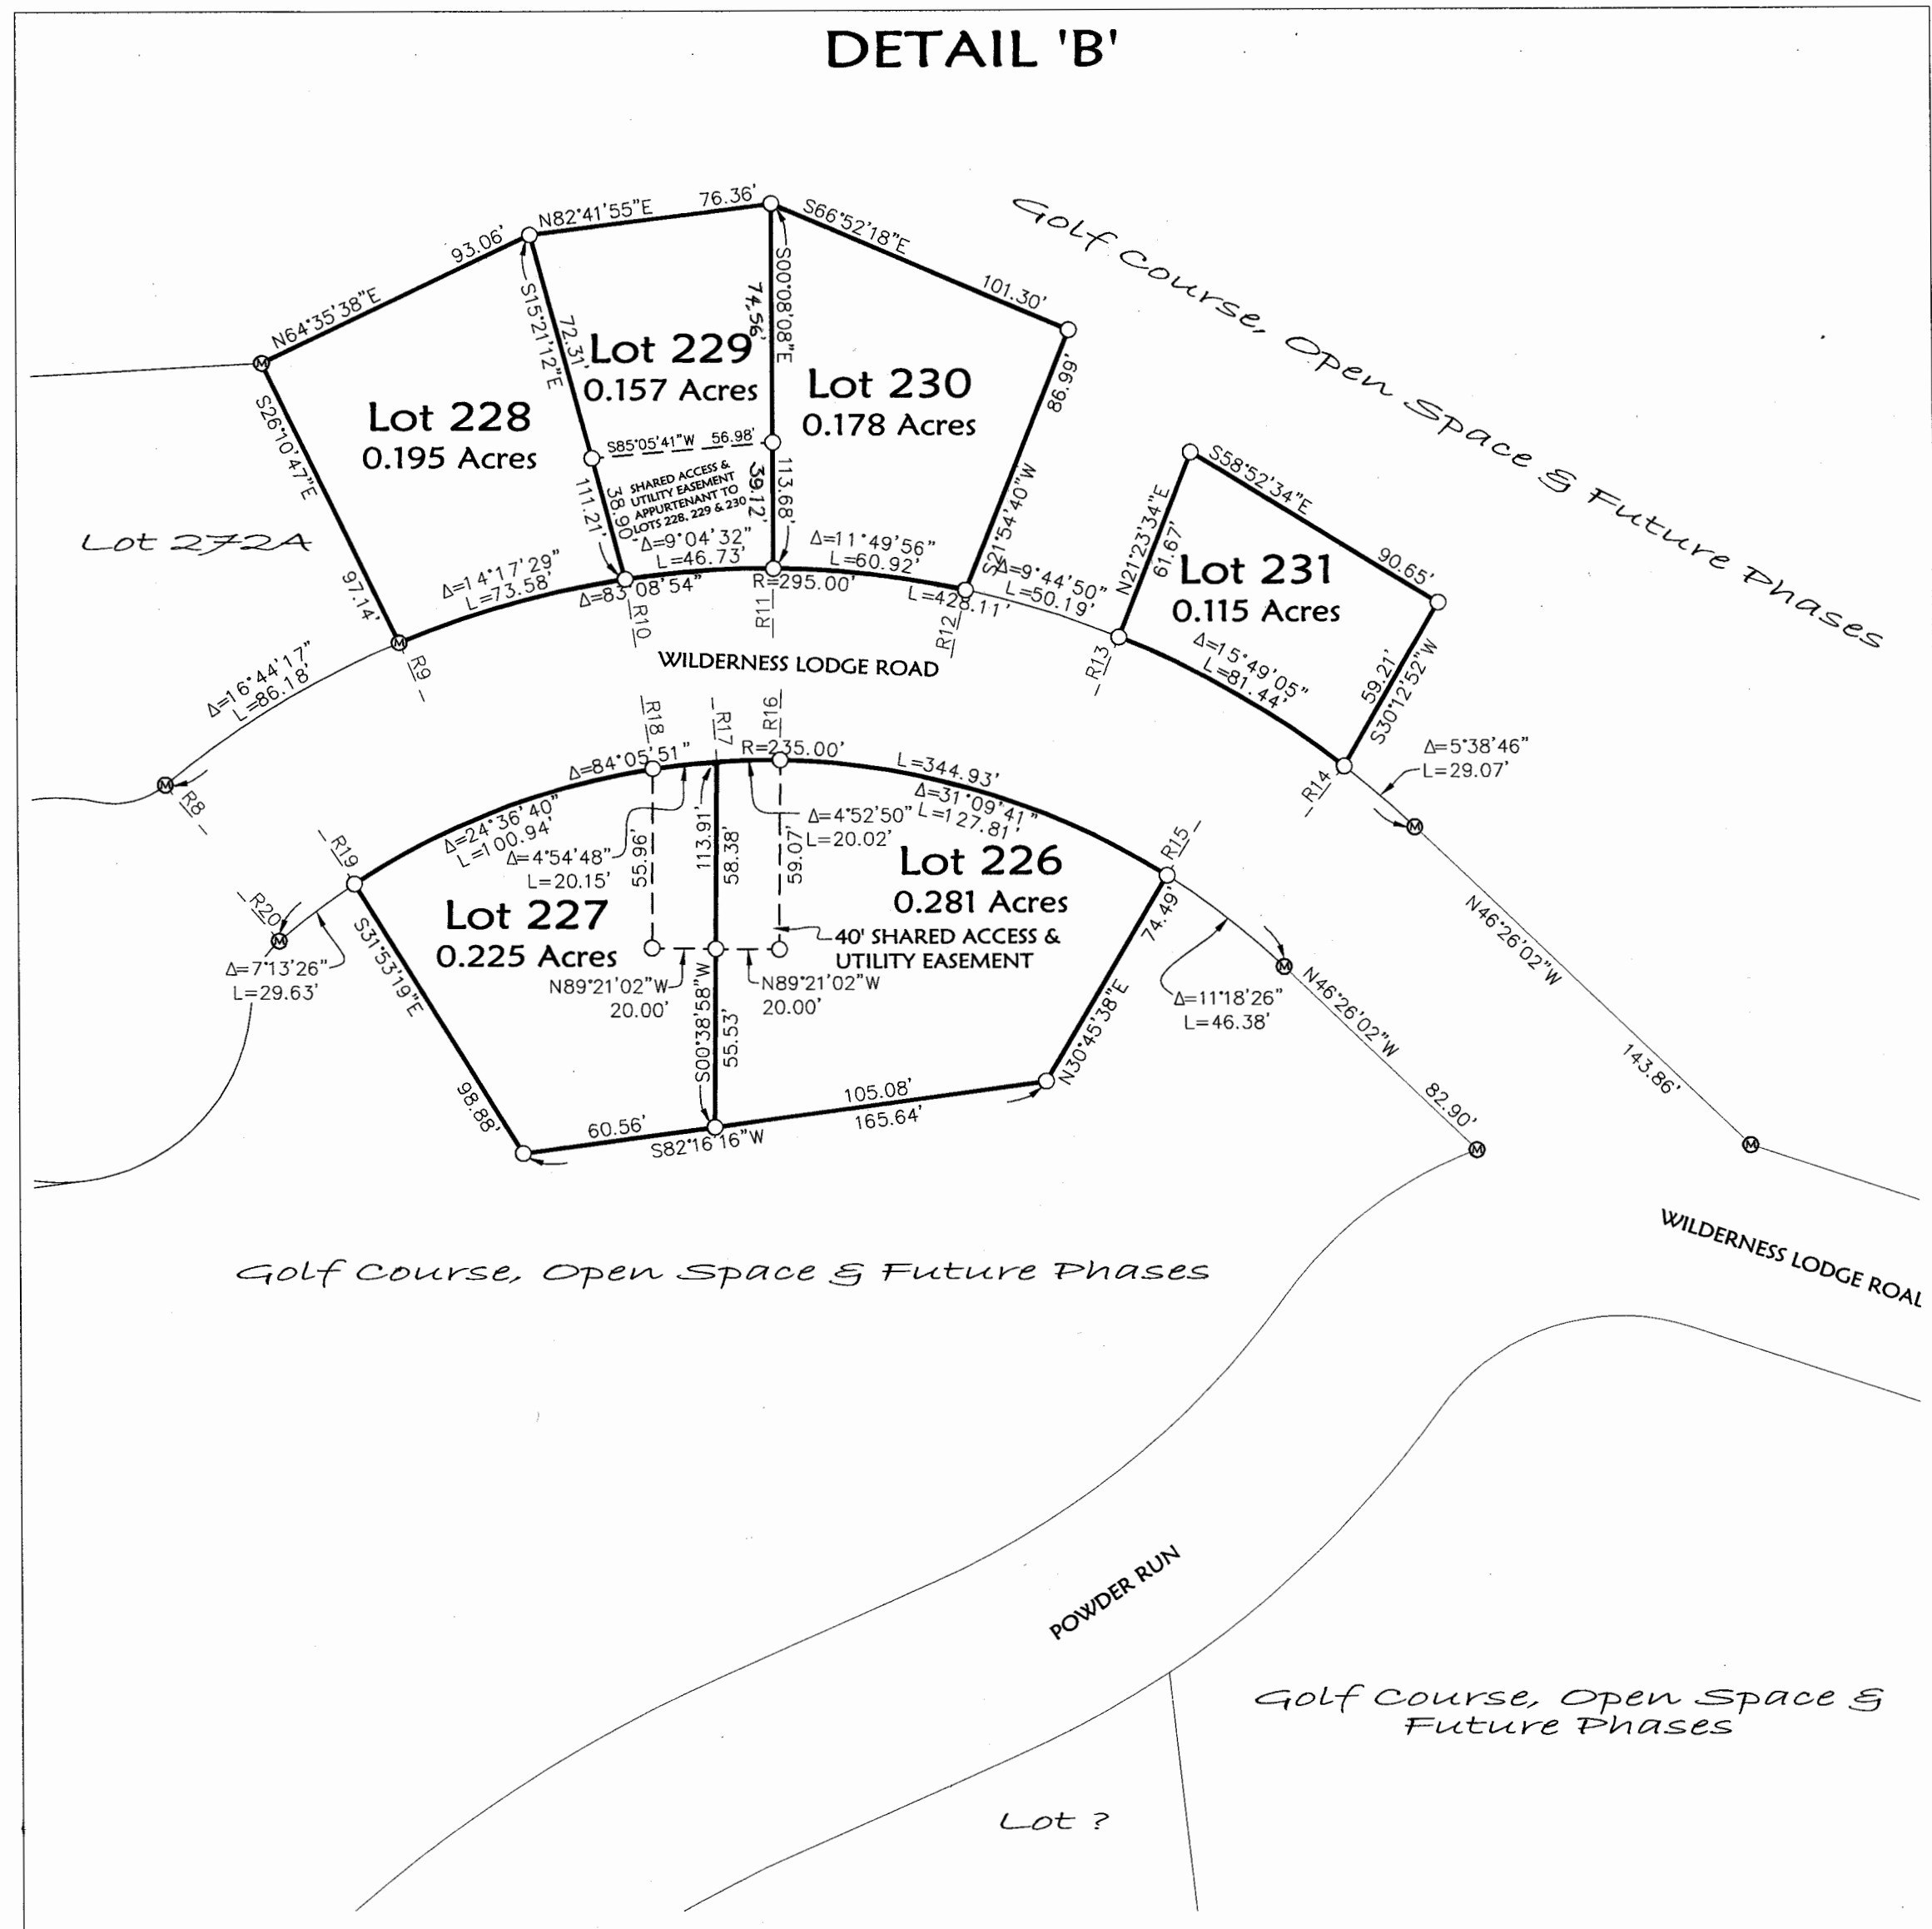 DETAIL 'B'
N64°35'38"E
93.06'
N82°41'55"E
76.36'
S66°52'18"E
101.30'
Golf Course, Open Space & Future Phases
S26°10'47"E
97.14'
Lot 228
0.195 Acres
S15°21'12"E
72.31'
Lot 229
0.157 Acres
74.56'
S00°08'08"E
Lot 230
0.178 Acres
86.99'
S21°54'40"W
S85°05'41"W 56.98'
SHARED ACCESS &
UTILITY EASEMENT
APPURTENANT TO
LOTS 228, 229 & 230
111.21'
38.90'
39.12'
113.68'
Lot 272A
Δ=14°17'29"
L=73.58'
Δ=9°04'32"
L=46.73'
Δ=11°49'56"
L=60.92'
Δ=83°08'54"
R=295.00'
L=428.11'
Δ=9°44'50"
L=50.19'
N21°23'34"E
61.67'
S58°52'34"E
90.65'
Lot 231
0.115 Acres
Δ=15°49'05"
L=81.44'
59.21'
S30°12'52"W
Δ=16°44'17"
L=86.18'
R8
R9
R10
R11
R12
R13
R14
WILDERNESS LODGE ROAD
Δ=5°38'46"
L=29.07'
R18
R17
R16
Δ=84°05'51"
R=235.00'
L=344.93'
Δ=31°09'41"
L=127.81'
R15
R19
R20
Δ=24°36'40"
L=100.94'
Δ=4°54'48"
L=20.15'
55.96'
113.91'
58.38'
59.07'
Δ=4°52'50"
L=20.02'
Lot 226
0.281 Acres
Lot 227
0.225 Acres
40' SHARED ACCESS &
UTILITY EASEMENT
74.49'
N30°45'38"E
Δ=7°13'26"
L=29.63'
S31°53'19"E
98.88'
N89°21'02"W
20.00'
N89°21'02"W
20.00'
S00°38'58"W
55.53'
Δ=11°18'26"
L=46.38'
N46°26'02"W
82.90'
N46°26'02"W
143.86'
60.56'
105.08'
165.64'
S82°16'16"W
M
M
M
M
M
M
M
M
WILDERNESS LODGE ROAD
Golf Course, Open Space & Future Phases
POWDER RUN
Golf Course, Open Space &
Future Phases
Lot ?